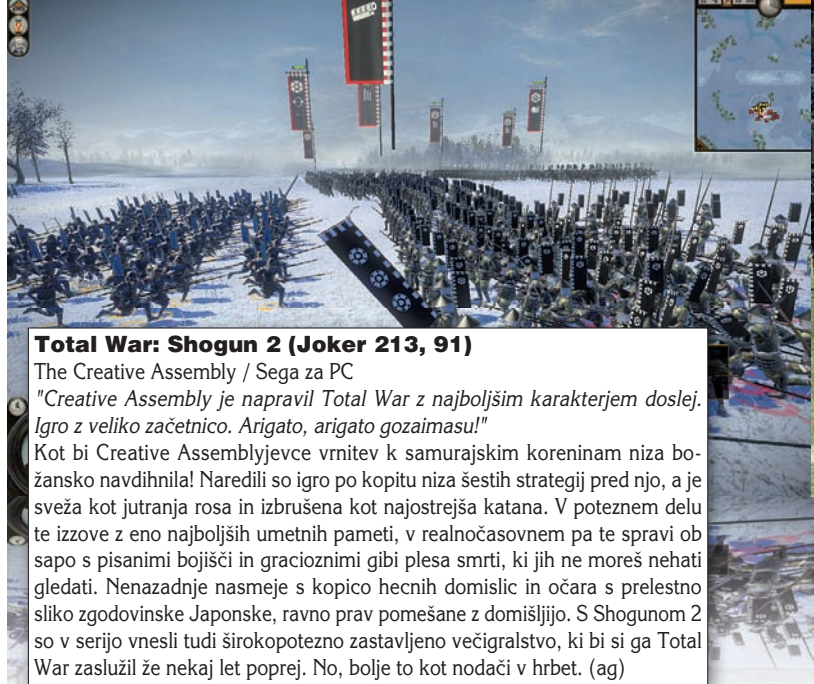 Total War: Shogun 2 (Joker 213, 91)
The Creative Assembly / Sega za PC
"Creative Assembly je napravil Total War z najboljšim karakterjem doslej.
Igro z veliko začetnico. Arigato, arigato gozaimasu!"
Kot bi Creative Assemblyjevce vrnitev k samurajskim koreninam niza bo-
žansko navdihnila! Naredili so igro po kopitu niza šestih strategij pred njo, a je
sveža kot jutranja rosa in izbrušena kot najostrejša katana. V poteznem delu
te izzove z eno najboljših umetnih pameti, v realnočasovnem pa te spravi ob
sapo s pisanimi bojišči in gracioznimi gibi plesa smrti, ki jih ne moreš nehati
gledati. Nenazadnje nasmeje s kopico hecnih domislic in očara s prelestno
sliko zgodovinske Japonske, ravno prav pomešane z domišljijo. S Shogunom 2
so v serijo vnesli tudi širokopotezno zastavljeno večigralstvo, ki bi si ga Total
War zaslužil že nekaj let poprej. No, bolje to kot nodači v hrbet. (ag)